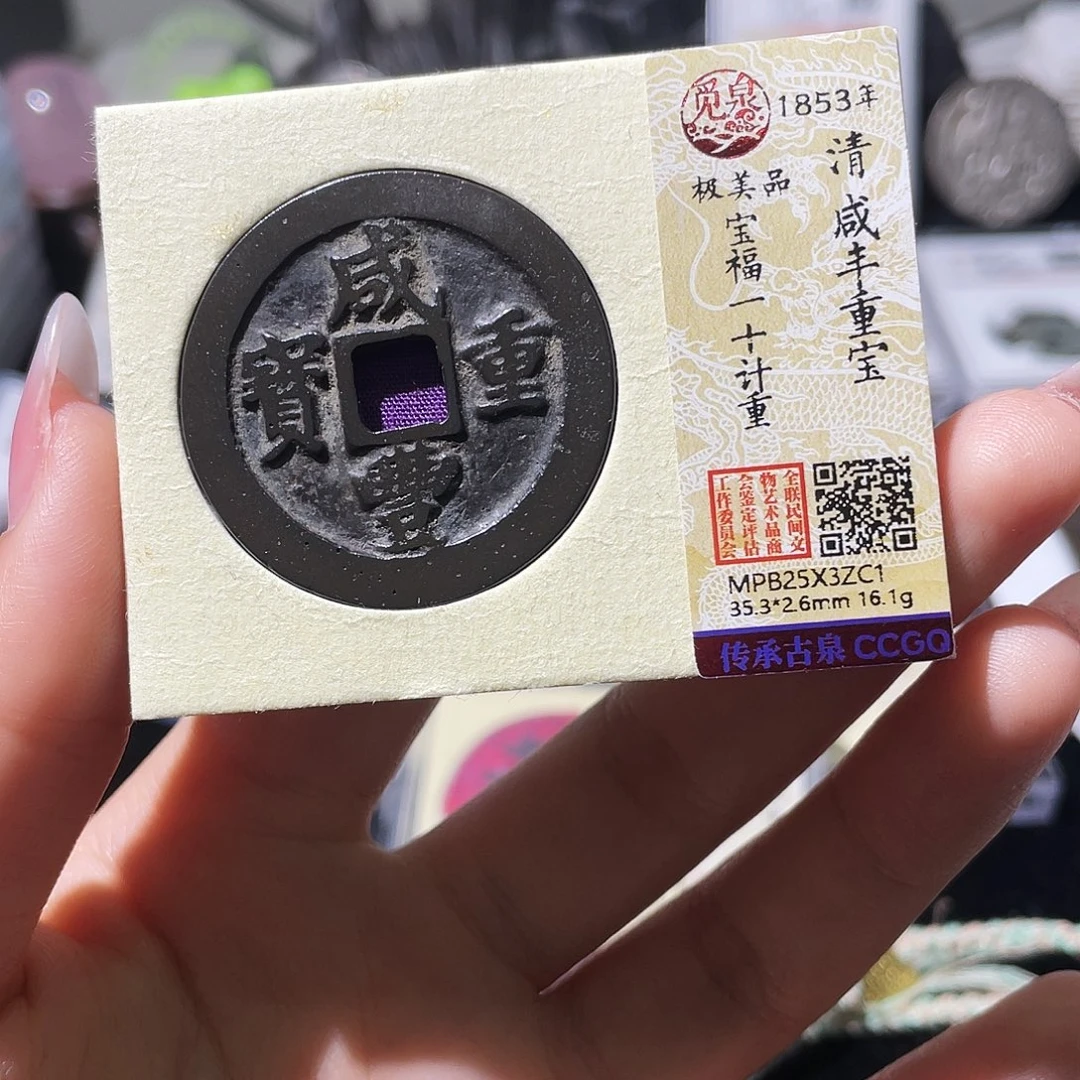 咸豐重寶
觅泉
1853年
清 咸丰重宝
极美品
宝福一十计重
全联民间文
物艺术品商
会鉴定评估
工作委员会
MPB25X3ZC1
35.3*2.6mm 16.1g
传承古泉 CCGQ